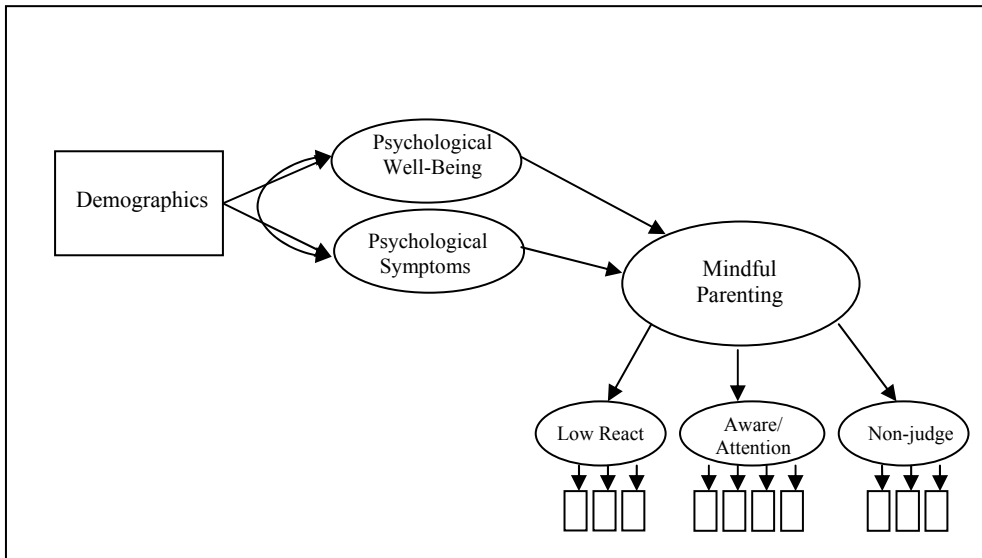 Demographics
Psychological
Well-Being
Psychological
Symptoms
Mindful
Parenting
Low React
Aware/
Attention
Non-judge